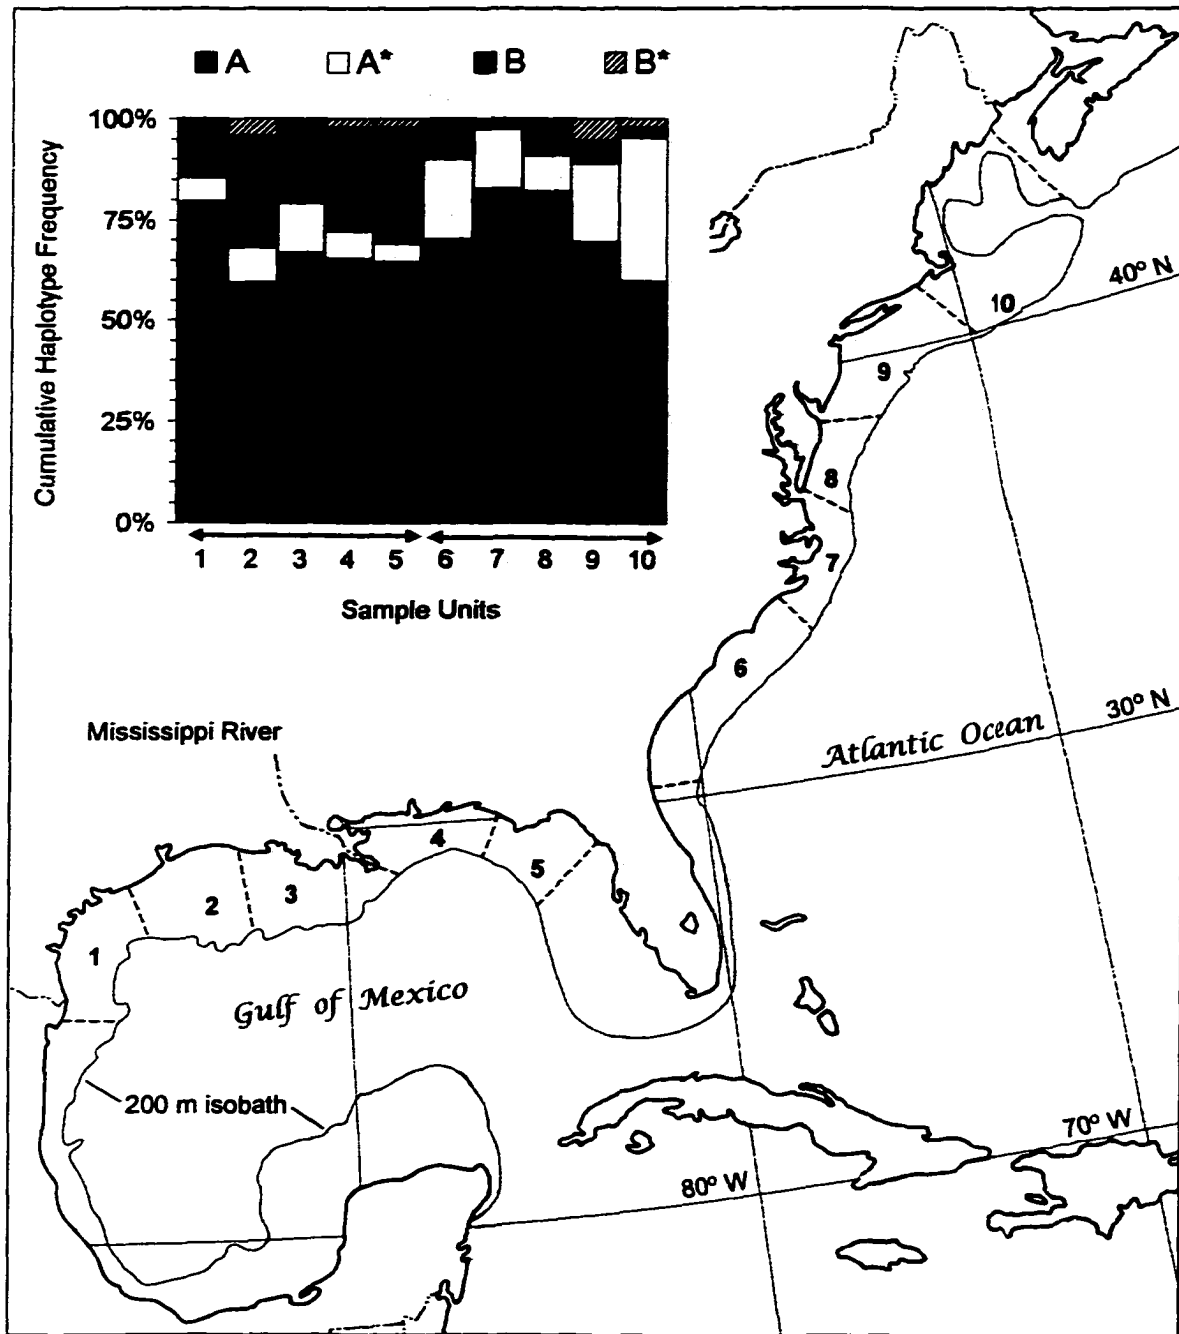 A A* B B*
Cumulative Haplotype Frequency
100%
75%
50%
25%
0%
1 2 3 4 5 6 7 8 9 10
Sample Units
10
40° N
9
8
7
6
30° N
Atlantic Ocean
Mississippi River
4
5
3
2
1
Gulf of Mexico
200 m isobath
70° W
80° W